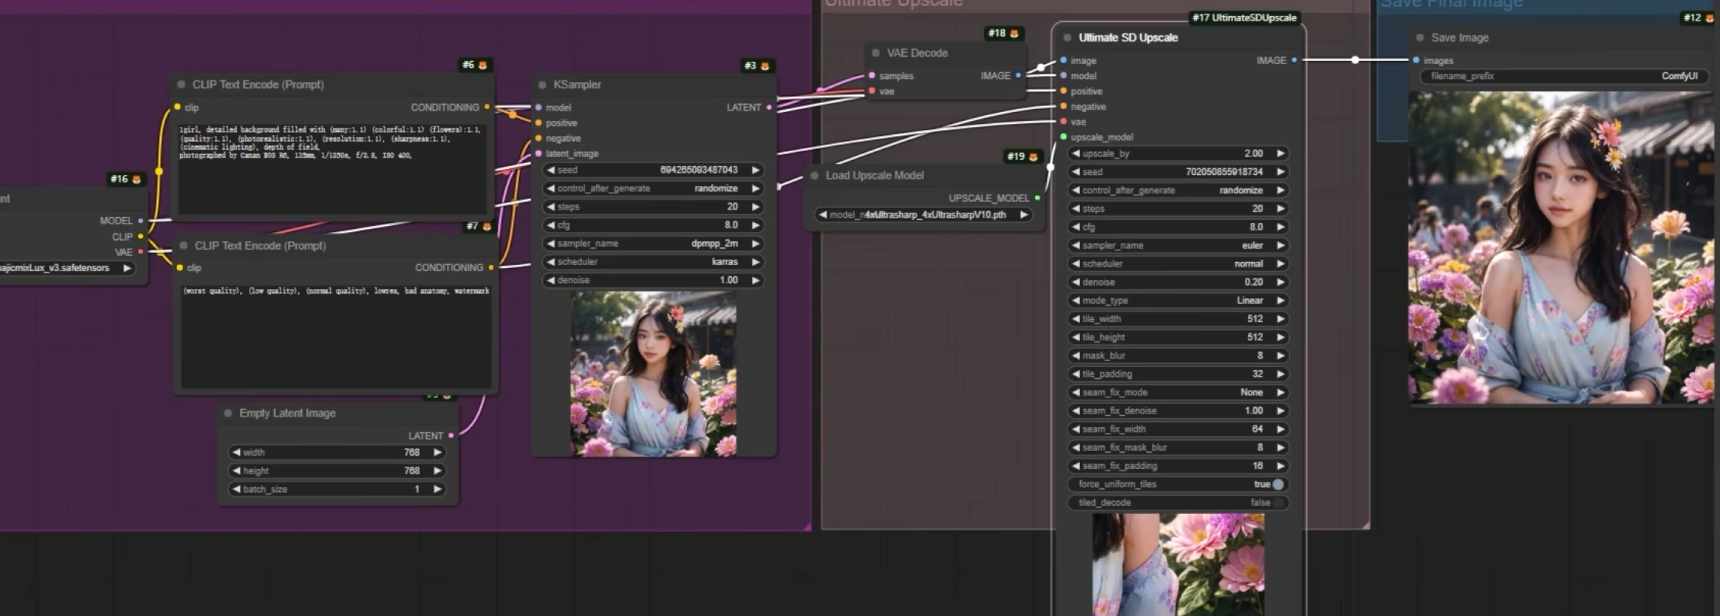 Ultimate Upscale
Save Final Image
#16
MODEL
CLIP
VAE
ajicmixLux_v3.safetensors
#6
CLIP Text Encode (Prompt)
clip
CONDITIONING
1girl, detailed background filled with (many:1.1) (colorful:1.1) (flowers):1.1,
(quality:1.1), (photorealistic:1.1), (resolution:1.1), (sharpness:1.1),
(cinematic lighting), depth of field,
photographed by Canon EOS R6, 135mm, 1/1250s, f/2.8, ISO 400,
#7
CLIP Text Encode (Prompt)
clip
CONDITIONING
(worst quality), (low quality), (normal quality), lowres, bad anatomy, watermark
Empty Latent Image
LATENT
width 768
height 768
batch_size 1
#3
KSampler
model
LATENT
positive
negative
latent_image
seed 694265093487043
control_after_generate randomize
steps 20
cfg 8.0
sampler_name dpmpp_2m
scheduler karras
denoise 1.00
#18
VAE Decode
samples
IMAGE
vae
#19
Load Upscale Model
UPSCALE_MODEL
4xUltrasharp_4xUltrasharpV10.pth
#17 UltimateSDUpscale
Ultimate SD Upscale
image
IMAGE
model
positive
negative
vae
upscale_model
upscale_by 2.00
seed 702050855918734
control_after_generate randomize
steps 20
cfg 8.0
sampler_name euler
scheduler normal
denoise 0.20
mode_type Linear
tile_width 512
tile_height 512
mask_blur 8
tile_padding 32
seam_fix_mode None
seam_fix_denoise 1.00
seam_fix_width 64
seam_fix_mask_blur 8
seam_fix_padding 16
force_uniform_tiles true
tiled_decode false
#12
Save Image
images
filename_prefix ComfyUI